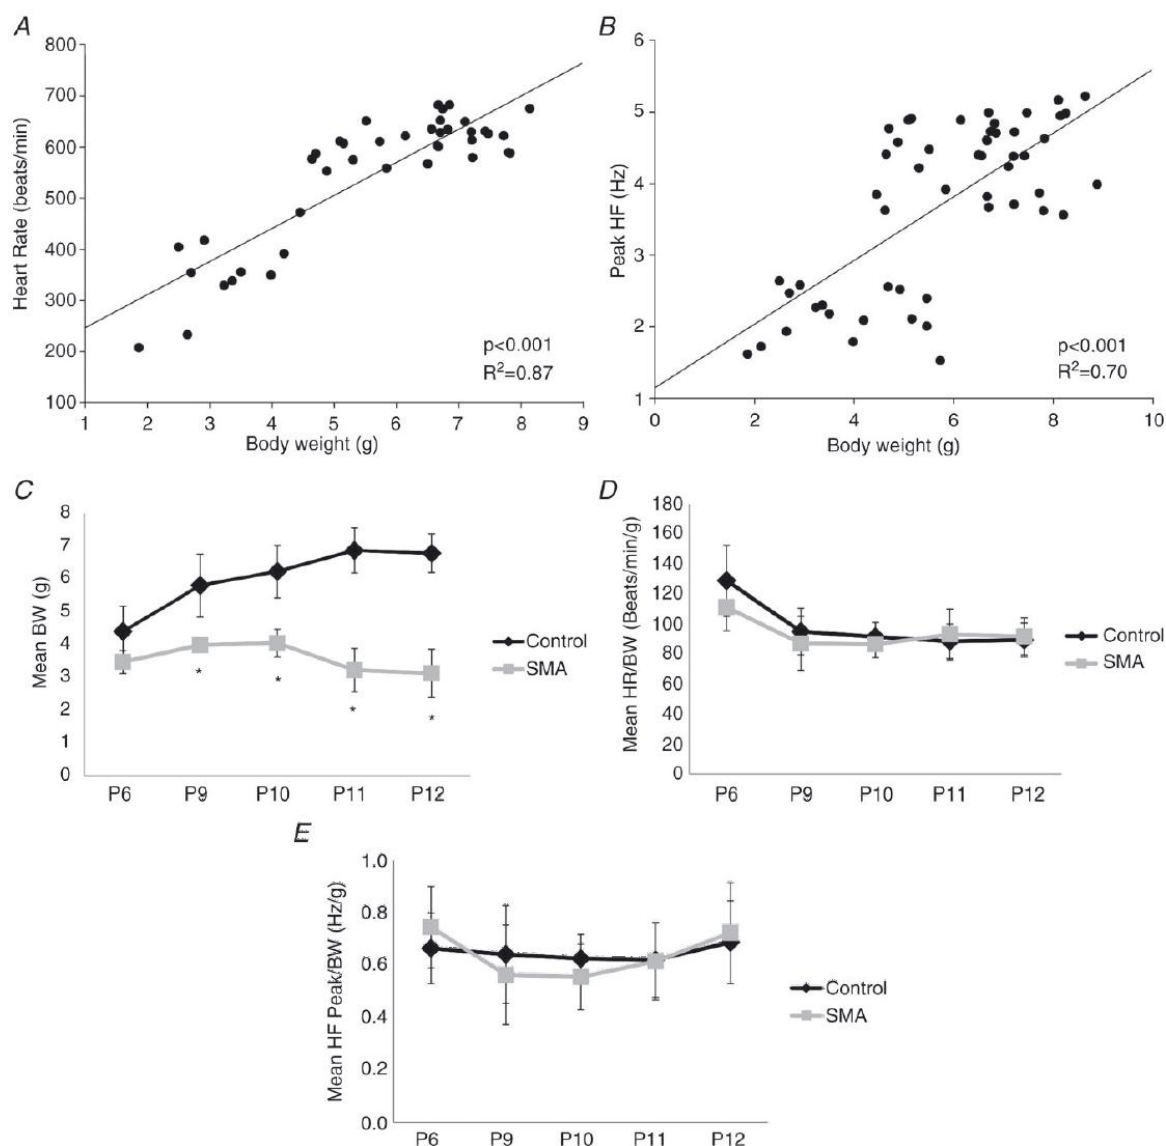 A
Heart Rate (beats/min)
800
700
600
500
400
300
200
100
p<0.001
R²=0.87
1 2 3 4 5 6 7 8 9
Body weight (g)
B
Peak HF (Hz)
6
5
4
3
2
1
p<0.001
R²=0.70
0 2 4 6 8 10
Body weight (g)
C
Mean BW (g)
8
7
6
5
4
3
2
1
0
* * * *
P6 P9 P10 P11 P12
Control
SMA
D
Mean HR/BW (Beats/min/g)
180
160
140
120
100
80
60
40
20
0
P6 P9 P10 P11 P12
Control
SMA
E
Mean HF Peak/BW (Hz/g)
1.0
0.8
0.6
0.4
0.2
0.0
P6 P9 P10 P11 P12
Control
SMA